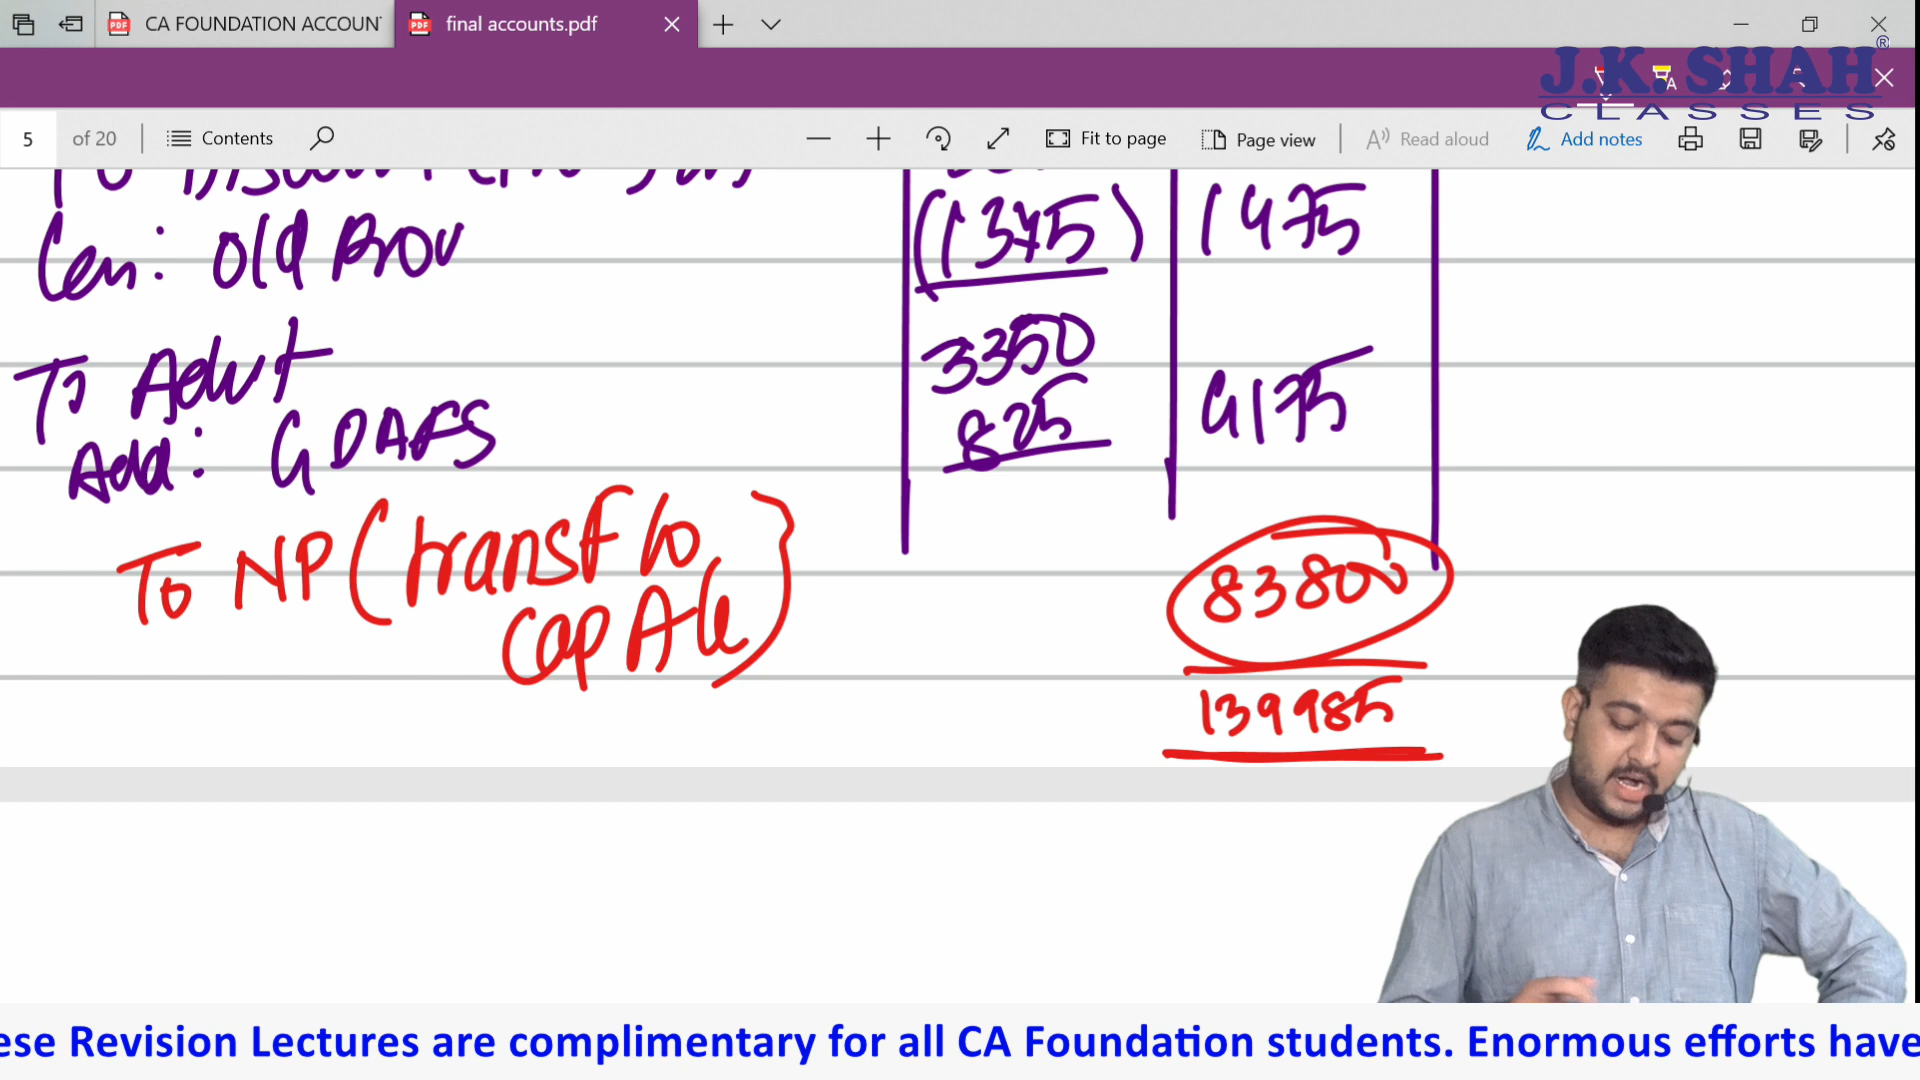 CA FOUNDATION ACCOUNT
final accounts.pdf
J.K. SHAH®
CLASSES
5 of 20
Contents
Fit to page
Page view
Read aloud
Add notes
(1375) 1475
Less: Old Prov
To Advt 3350
Add: GDAFS 825 4175
To NP (transf to 83800
cap A/c)
139985
ese Revision Lectures are complimentary for all CA Foundation students. Enormous efforts have